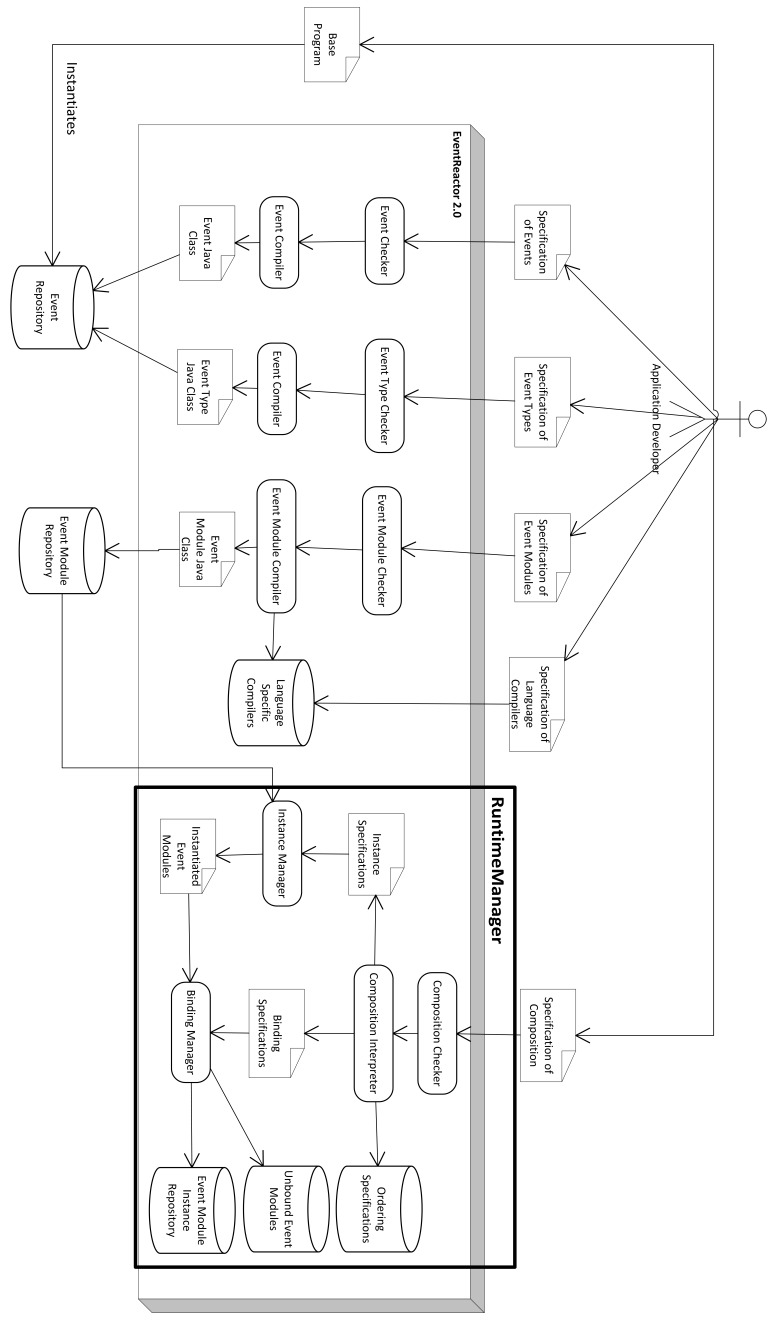 Application Developer
Base
Program
Specification
of Events
Specification of
Event Types
Specification of
Event Modules
Specification of
Language
Compilers
Specification of
Composition
RuntimeManager
EventReactor 2.0
Event Checker
Event Type Checker
Event Module Checker
Composition Checker
Instance
Specifications
Composition Interpreter
Ordering
Specifications
Event Compiler
Event Compiler
Event Module Compiler
Language
Specific
Compilers
Instance Manager
Binding
Specifications
Unbound Event
Modules
Event Java
Class
Event Type
Java Class
Event
Module Java
Class
Instantiated
Event
Modules
Binding Manager
Event Module
Instance
Repository
Instantiates
Event
Repository
Event Module
Repository